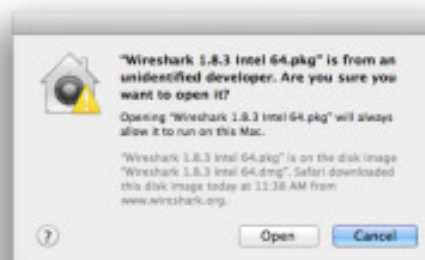 "Wireshark 1.8.3 Intel 64.pkg" is from an
unidentified developer. Are you sure you
want to open it?
Opening "Wireshark 1.8.3 Intel 64.pkg" will always
allow it to run on this Mac.
"Wireshark 1.8.3 Intel 64.pkg" is on the disk image
"Wireshark 1.8.3 Intel 64.dmg". Safari downloaded
this disk image today at 11:38 AM from
www.wireshark.org.
?
Open
Cancel